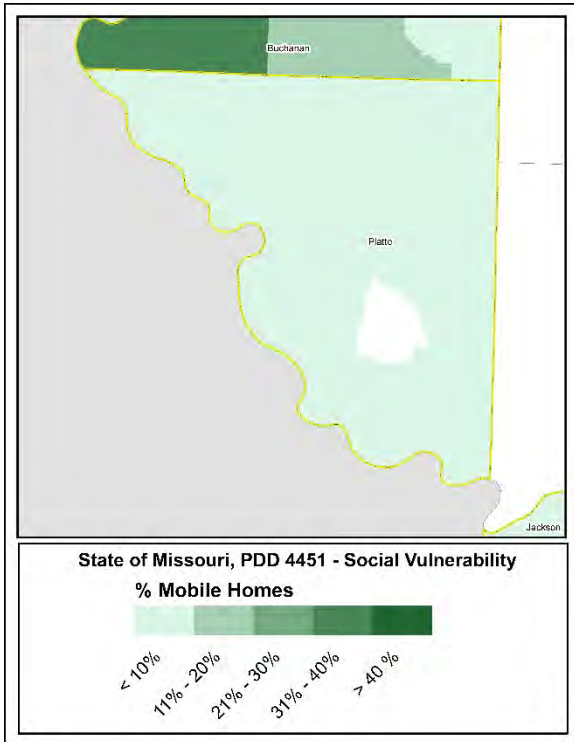 Buchanan
Platte
Jackson
State of Missouri, PDD 4451 - Social Vulnerability
% Mobile Homes
< 10%
11% - 20%
21% - 30%
31% - 40%
> 40 %